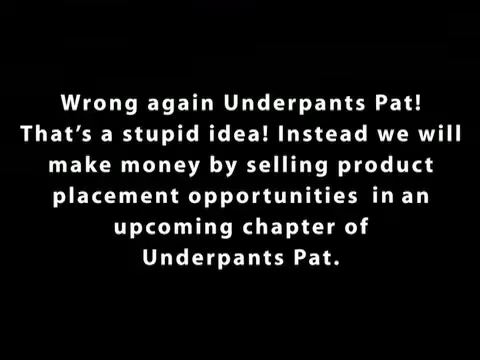 Wrong again Underpants Pat!
That's a stupid idea! Instead we will
make money by selling product
placement opportunities in an
upcoming chapter of
Underpants Pat.